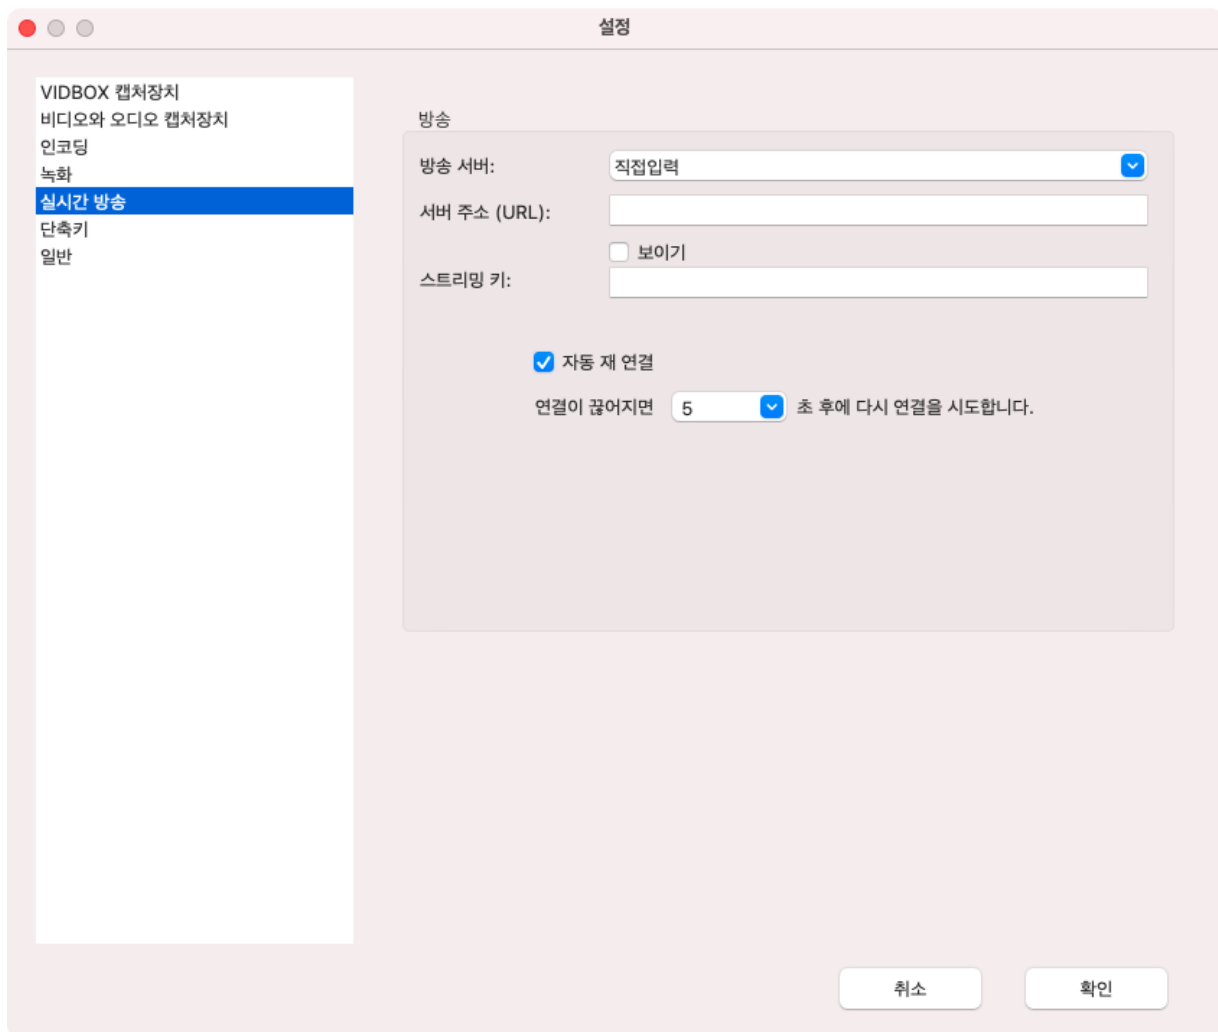 설정
VIDBOX 캡처장치
비디오와 오디오 캡처장치
인코딩
녹화
실시간 방송
단축키
일반
방송
방송 서버: 직접입력
서버 주소 (URL):
보이기
스트리밍 키:
자동 재 연결
연결이 끊어지면 5 초 후에 다시 연결을 시도합니다.
취소 확인